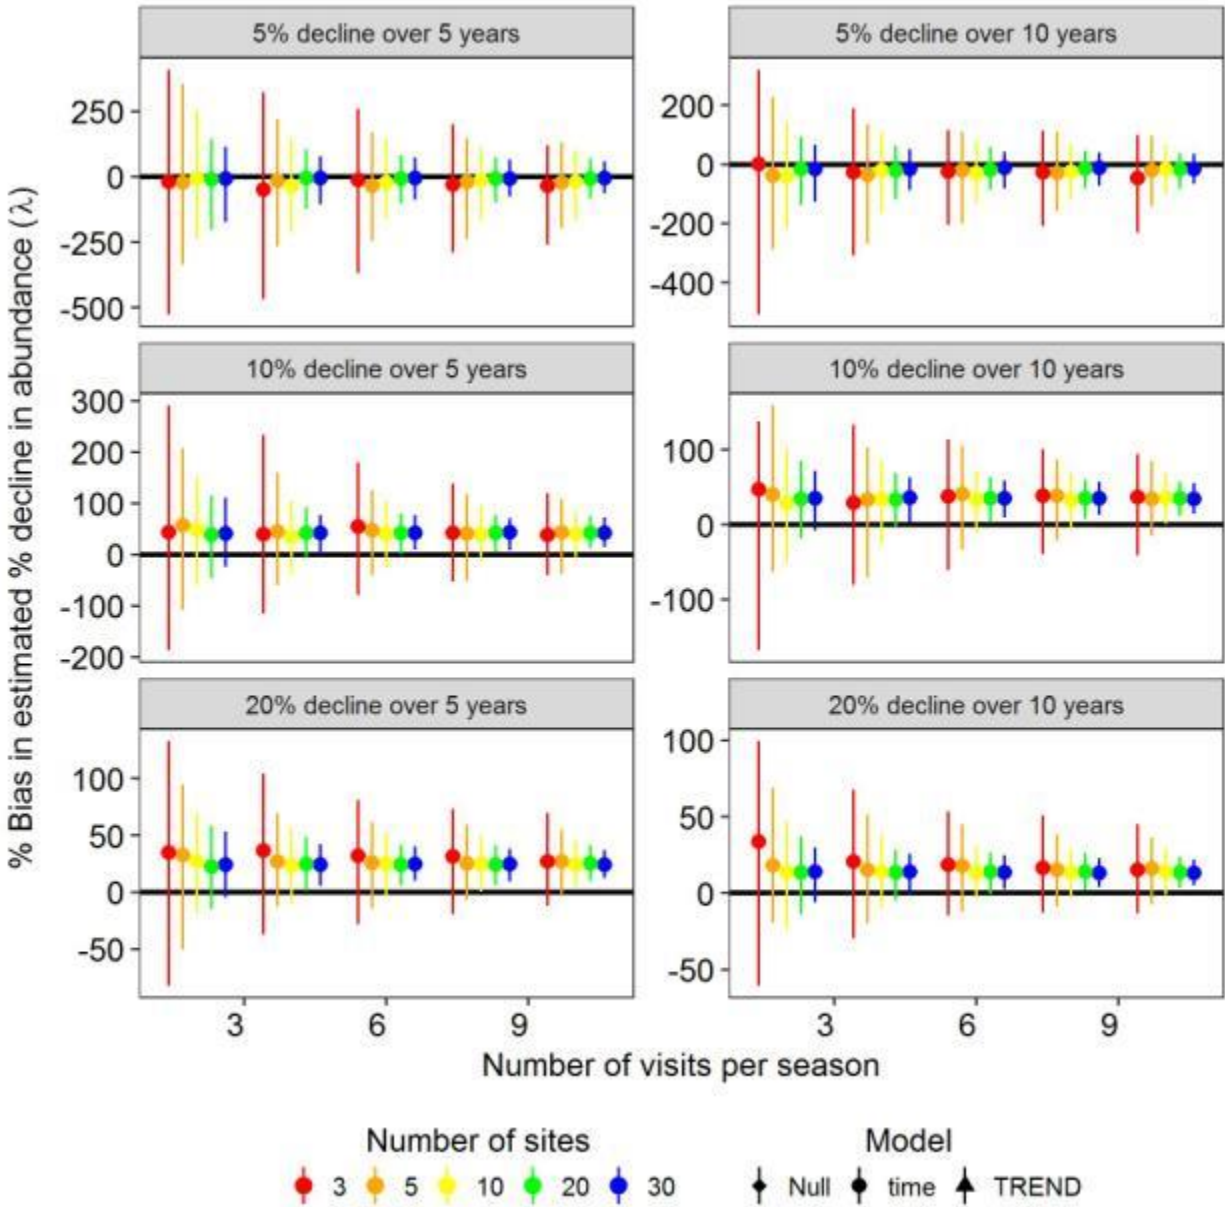 % Bias in estimated % decline in abundance (λ)
5% decline over 5 years
250
0
-250
-500
5% decline over 10 years
200
0
-200
-400
10% decline over 5 years
300
200
100
0
-100
-200
10% decline over 10 years
100
0
-100
20% decline over 5 years
100
50
0
-50
3 6 9
20% decline over 10 years
100
50
0
-50
3 6 9
Number of visits per season
Number of sites
3 5 10 20 30
Model
Null time TREND